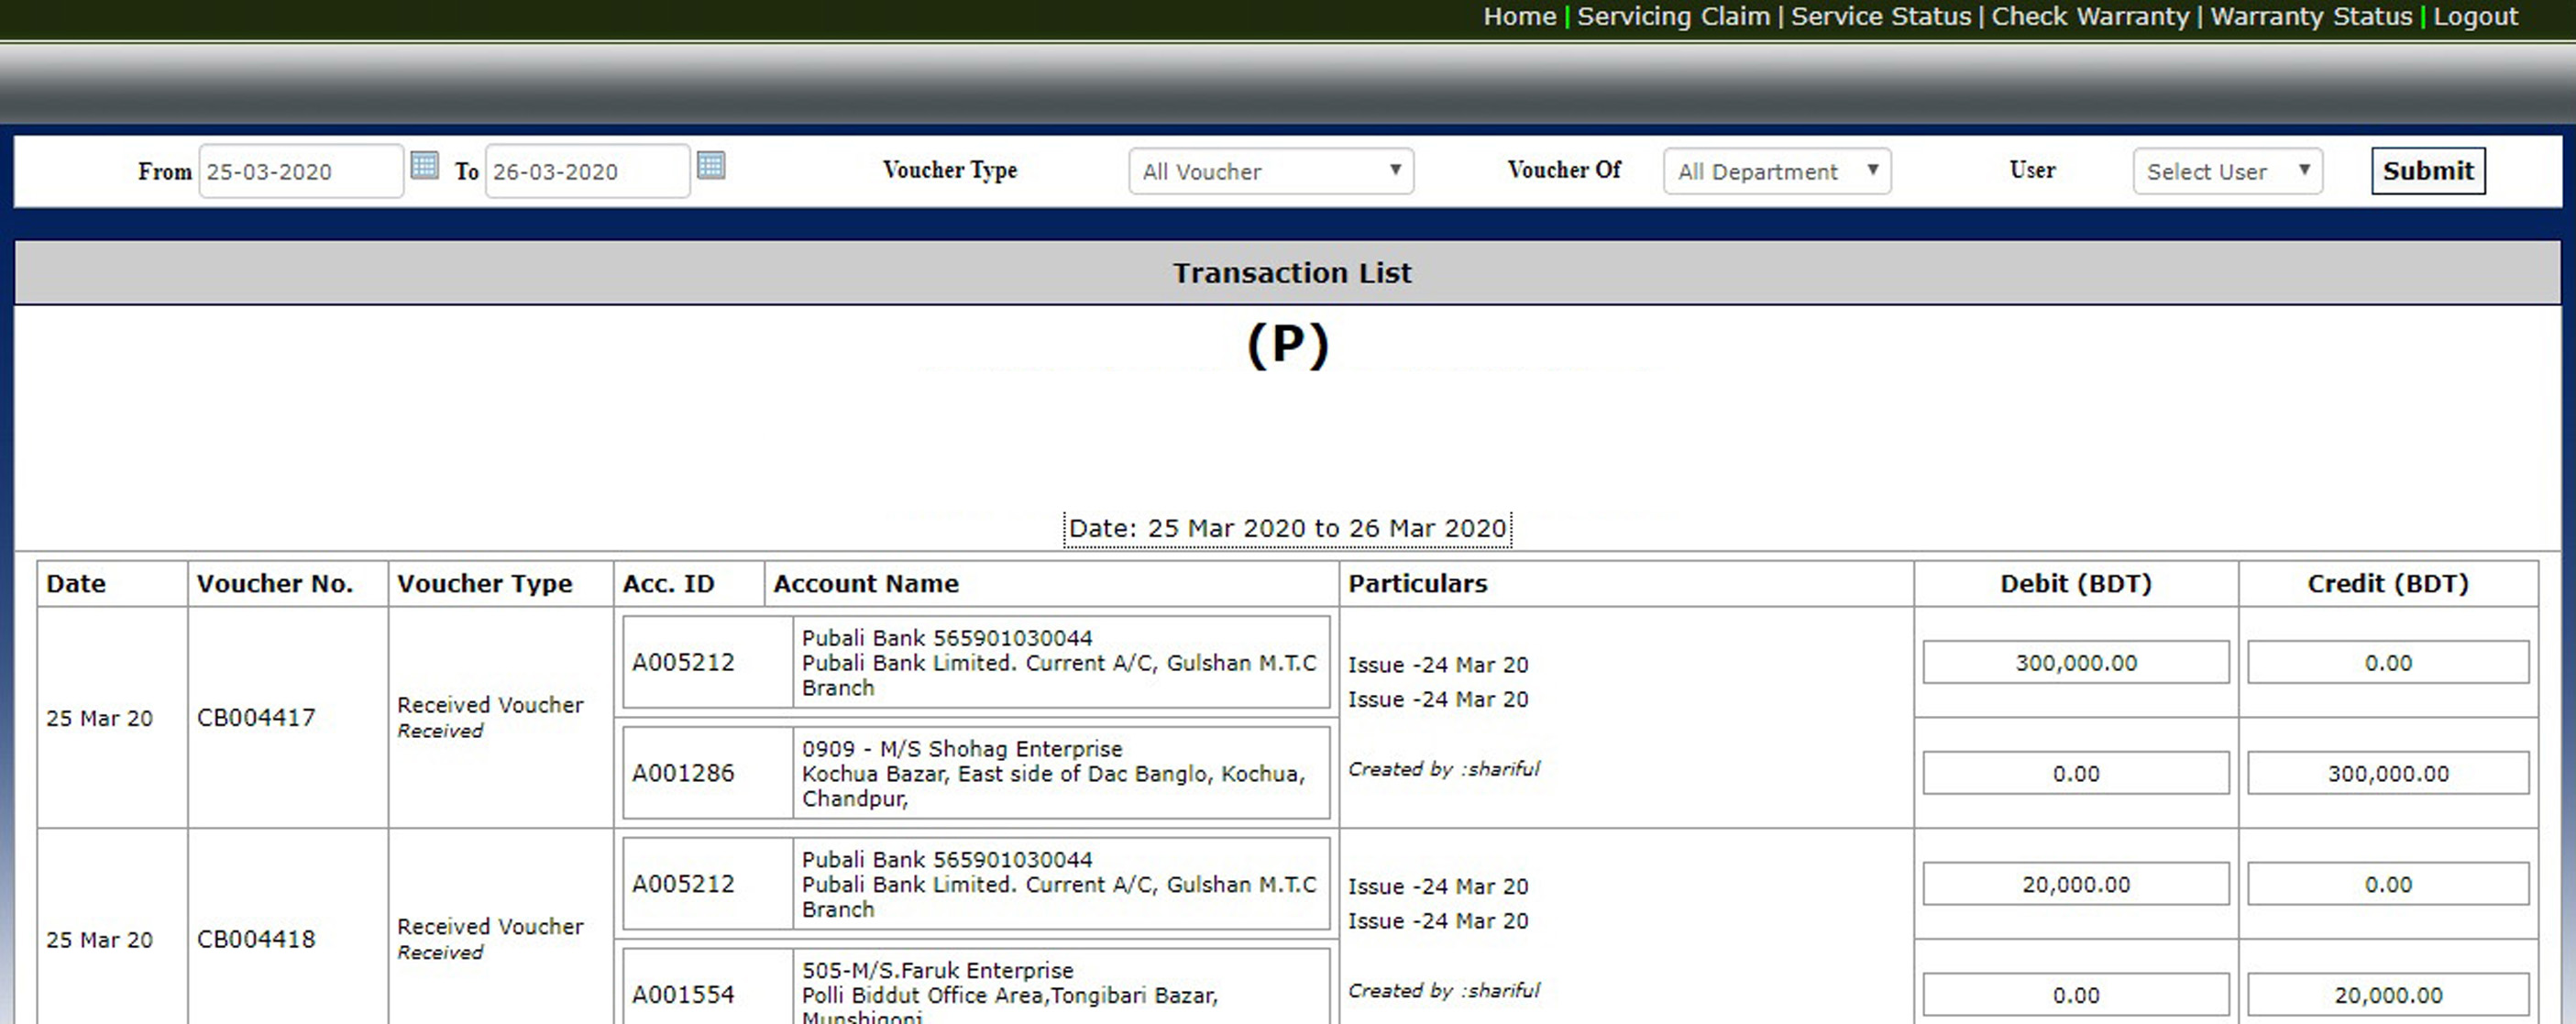 Home | Servicing Claim | Service Status | Check Warranty | Warranty Status | Logout
From 25-03-2020 To 26-03-2020 Voucher Type All Voucher Voucher Of All Department User Select User Submit
Transaction List
(P)
Date: 25 Mar 2020 to 26 Mar 2020
Date Voucher No. Voucher Type Acc. ID Account Name Particulars Debit (BDT) Credit (BDT)
25 Mar 20
CB004417
Received Voucher
Received
A005212
Pubali Bank 565901030044
Pubali Bank Limited. Current A/C, Gulshan M.T.C
Branch
A001286
0909 - M/S Shohag Enterprise
Kochua Bazar, East side of Dac Banglo, Kochua,
Chandpur,
Issue -24 Mar 20
Issue -24 Mar 20
Created by :shariful
300,000.00 0.00
0.00 300,000.00
25 Mar 20
CB004418
Received Voucher
Received
A005212
Pubali Bank 565901030044
Pubali Bank Limited. Current A/C, Gulshan M.T.C
Branch
A001554
505-M/S.Faruk Enterprise
Polli Biddut Office Area,Tongibari Bazar,
Issue -24 Mar 20
Issue -24 Mar 20
Created by :shariful
20,000.00 0.00
0.00 20,000.00